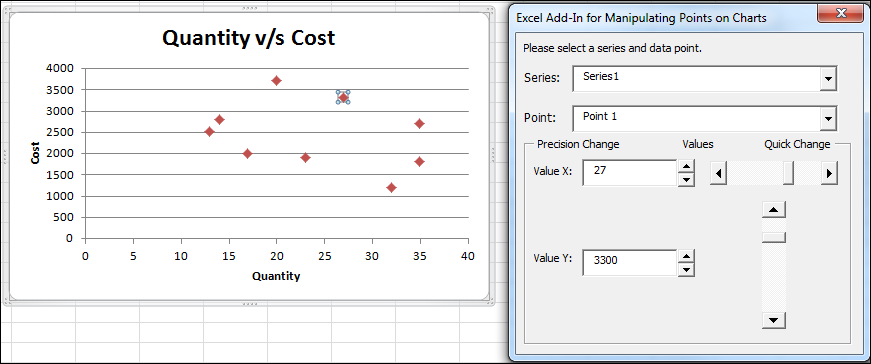 Quantity v/s Cost
4000
3500
3000
2500
2000
1500
1000
500
0
Cost
0 5 10 15 20 25 30 35 40
Quantity
Excel Add-In for Manipulating Points on Charts
Please select a series and data point.
Series: Series1
Point: Point 1
Precision Change Values Quick Change
Value X: 27
Value Y: 3300